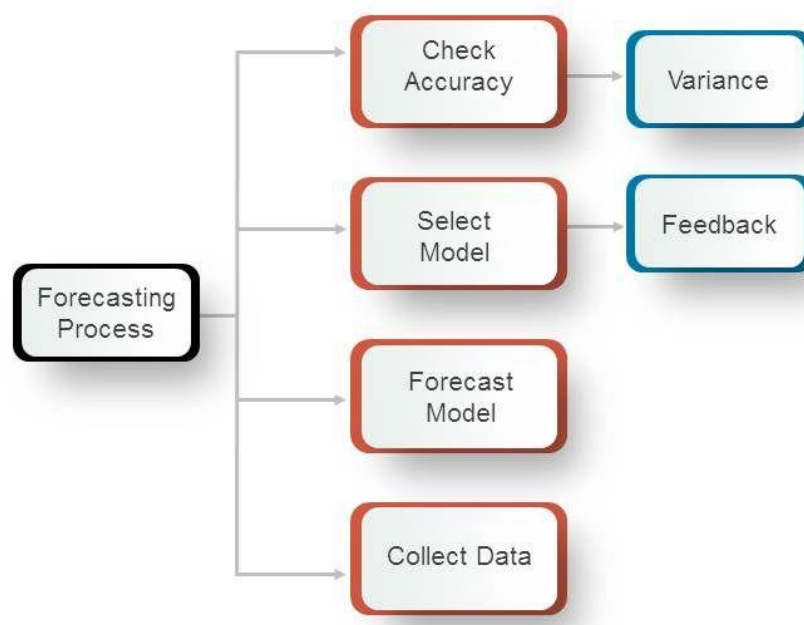 Check
Accuracy
Variance
Select
Model
Feedback
Forecasting
Process
Forecast
Model
Collect Data